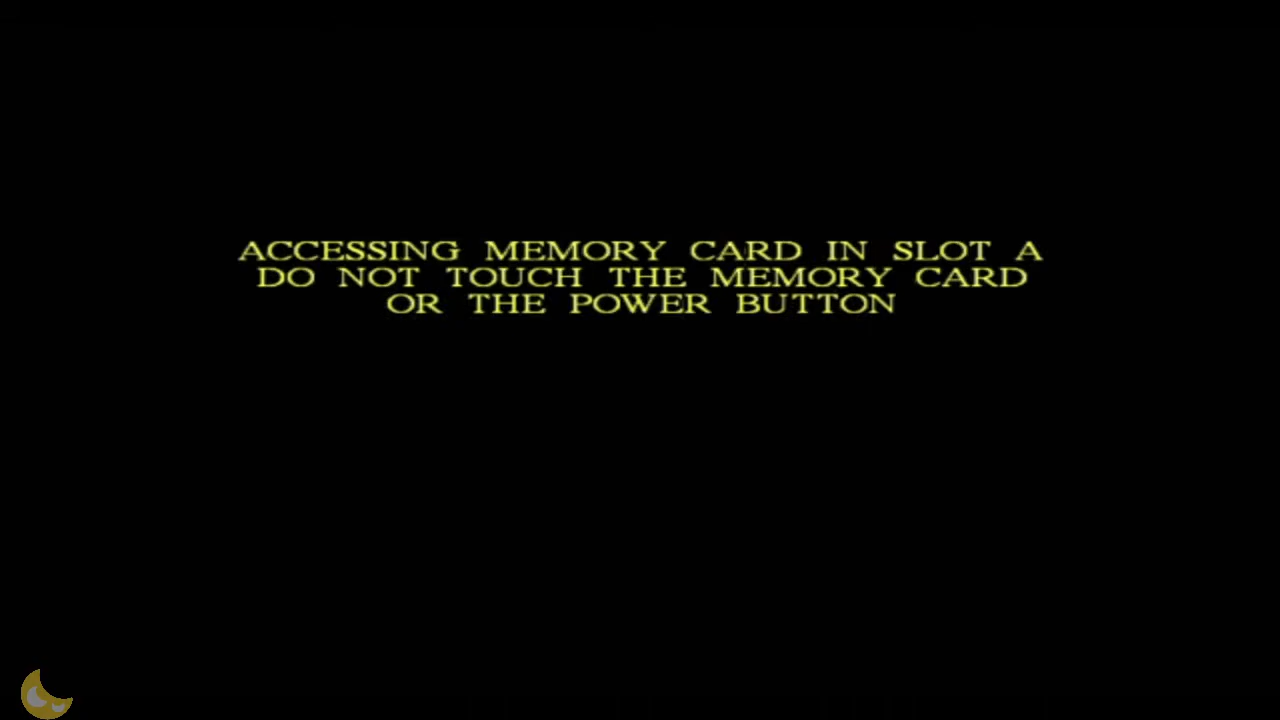 ACCESSING MEMORY CARD IN SLOT A
DO NOT TOUCH THE MEMORY CARD
OR THE POWER BUTTON